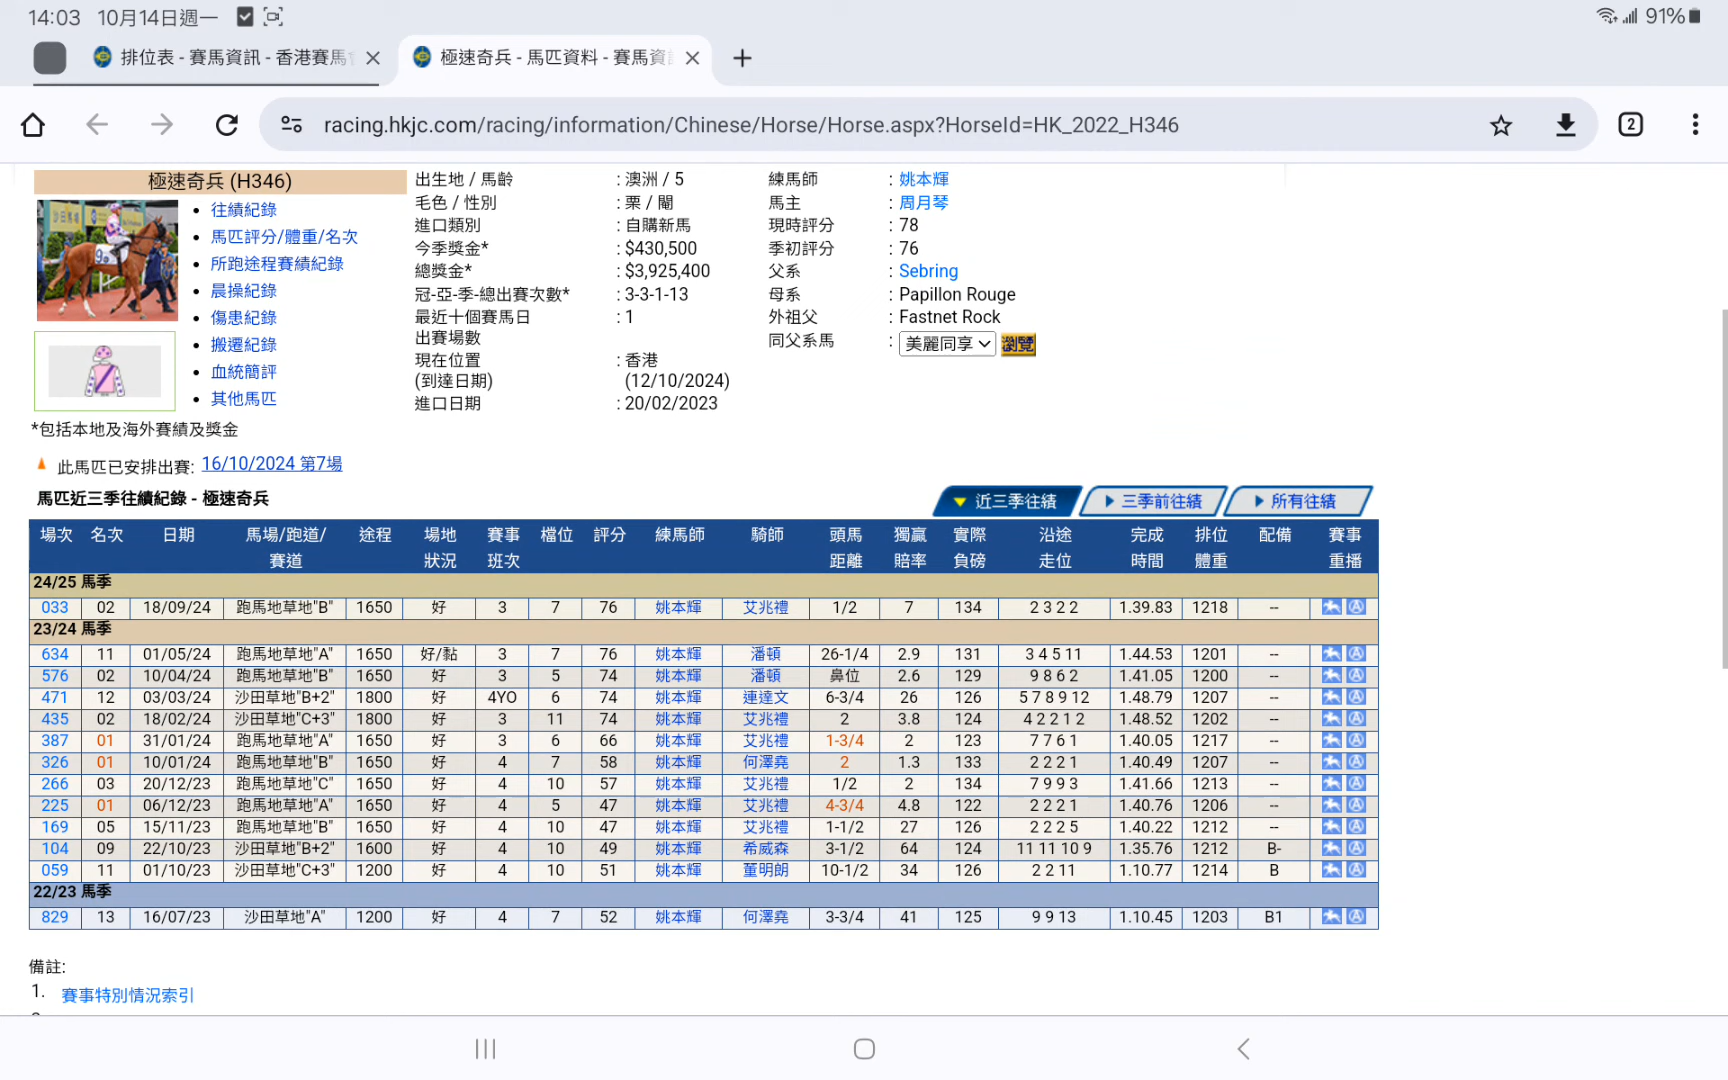 14:03 10月14日週一 91%
排位表 - 賽馬資訊 - 香港賽馬 極速奇兵 - 馬匹資料 - 賽馬資
racing.hkjc.com/racing/information/Chinese/Horse/Horse.aspx?HorseId=HK_2022_H346 2
極速奇兵 (H346)
往績紀錄
馬匹評分/體重/名次
所跑途程賽績紀錄
晨操紀錄
傷患紀錄
搬遷紀錄
血統簡評
其他馬匹
出生地 / 馬齡 : 澳洲 / 5
毛色 / 性別 : 栗 / 閹
進口類別 : 自購新馬
今季獎金* : $430,500
總獎金* : $3,925,400
冠-亞-季-總出賽次數* : 3-3-1-13
最近十個賽馬日 : 1
出賽場數
現在位置 : 香港
(到達日期) (12/10/2024)
進口日期 : 20/02/2023
練馬師 : 姚本輝
馬主 : 周月琴
現時評分 : 78
季初評分 : 76
父系 : Sebring
母系 : Papillon Rouge
外祖父 : Fastnet Rock
同父系馬 : 美麗同享 瀏覽
*包括本地及海外賽績及獎金
此馬匹已安排出賽: 16/10/2024 第7場
馬匹近三季往績紀錄 - 極速奇兵 近三季往績 三季前往績 所有往績
場次 名次 日期 馬場/跑道/ 途程 場地 賽事 檔位 評分 練馬師 騎師 頭馬 獨贏 實際 沿途 完成 排位 配備 賽事
賽道 狀況 班次 距離 賠率 負磅 走位 時間 體重 重播
24/25 馬季
033 02 18/09/24 跑馬地草地"B" 1650 好 3 7 76 姚本輝 艾兆禮 1/2 7 134 2 3 2 2 1.39.83 1218 --
23/24 馬季
634 11 01/05/24 跑馬地草地"A" 1650 好/黏 3 7 76 姚本輝 潘頓 26-1/4 2.9 131 3 4 5 11 1.44.53 1201 --
576 02 10/04/24 跑馬地草地"B" 1650 好 3 5 74 姚本輝 潘頓 鼻位 2.6 129 9 8 6 2 1.41.05 1200 --
471 12 03/03/24 沙田草地"B+2" 1800 好 4YO 6 74 姚本輝 連達文 6-3/4 26 126 5 7 8 9 12 1.48.79 1207 --
435 02 18/02/24 沙田草地"C+3" 1800 好 3 11 74 姚本輝 艾兆禮 2 3.8 124 4 2 2 1 2 1.48.52 1202 --
387 01 31/01/24 跑馬地草地"A" 1650 好 3 6 66 姚本輝 艾兆禮 1-3/4 2 123 7 7 6 1 1.40.05 1217 --
326 01 10/01/24 跑馬地草地"B" 1650 好 4 7 58 姚本輝 何澤堯 2 1.3 133 2 2 2 1 1.40.49 1207 --
266 03 20/12/23 跑馬地草地"C" 1650 好 4 10 57 姚本輝 艾兆禮 1/2 2 134 7 9 9 3 1.41.66 1213 --
225 01 06/12/23 跑馬地草地"A" 1650 好 4 5 47 姚本輝 艾兆禮 4-3/4 4.8 122 2 2 2 1 1.40.76 1206 --
169 05 15/11/23 跑馬地草地"B" 1650 好 4 10 47 姚本輝 艾兆禮 1-1/2 27 126 2 2 2 5 1.40.22 1212 --
104 09 22/10/23 沙田草地"B+2" 1600 好 4 10 49 姚本輝 希威森 3-1/2 64 124 11 11 10 9 1.35.76 1212 B-
059 11 01/10/23 沙田草地"C+3" 1200 好 4 10 51 姚本輝 董明朗 10-1/2 34 126 2 2 11 1.10.77 1214 B
22/23 馬季
829 13 16/07/23 沙田草地"A" 1200 好 4 7 52 姚本輝 何澤堯 3-3/4 41 125 9 9 13 1.10.45 1203 B1
備註:
1. 賽事特別情況索引